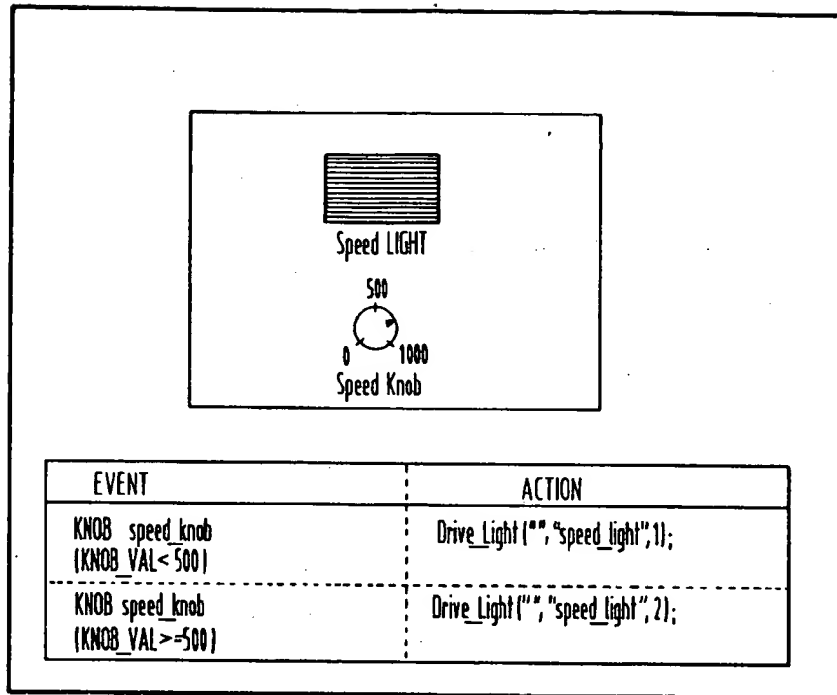 Speed LIGHT
500
0 1000
Speed Knob
EVENT ACTION
KNOB speed_knob Drive_Light("","speed_light",1);
(KNOB_VAL<500)
KNOB speed_knob Drive_Light("","speed_light",2);
(KNOB_VAL>=500)